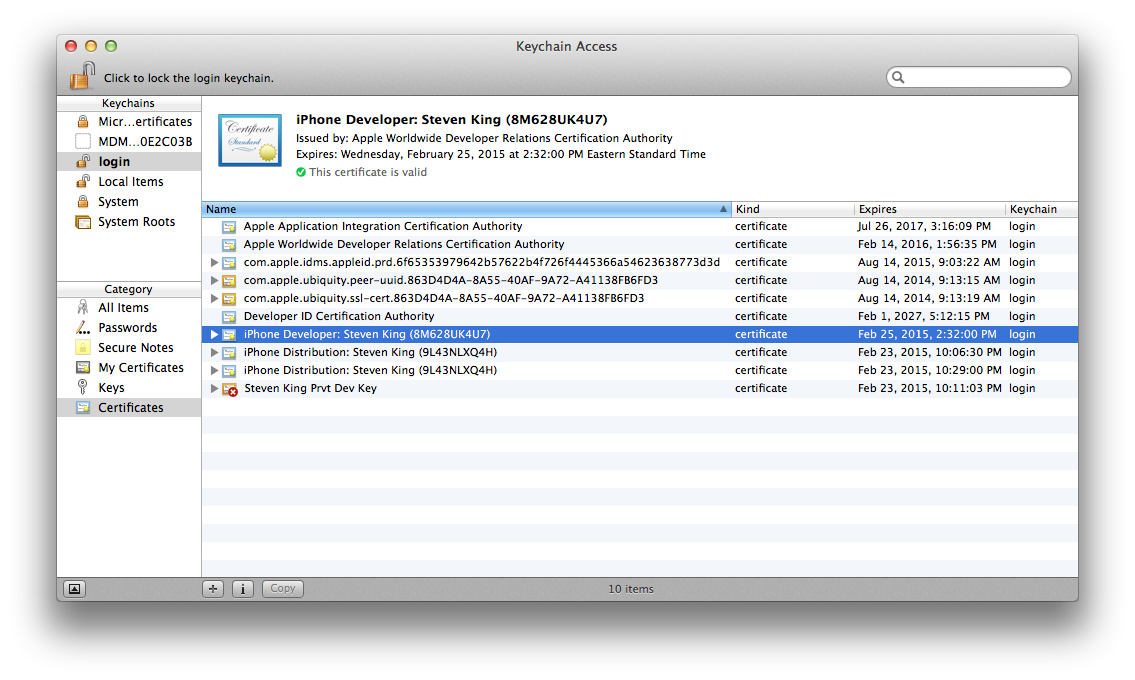 Keychain Access
Click to lock the login keychain.
Keychains
Micr...ertificates
MDM...0E2C03B
login
Local Items
System
System Roots
Category
All Items
Passwords
Secure Notes
My Certificates
Keys
Certificates
Certificate
Standard
iPhone Developer: Steven King (8M628UK4U7)
Issued by: Apple Worldwide Developer Relations Certification Authority
Expires: Wednesday, February 25, 2015 at 2:32:00 PM Eastern Standard Time
This certificate is valid
Name Kind Expires Keychain
Apple Application Integration Certification Authority certificate Jul 26, 2017, 3:16:09 PM login
Apple Worldwide Developer Relations Certification Authority certificate Feb 14, 2016, 1:56:35 PM login
com.apple.idms.appleid.prd.6f65353979642b57622b4f726f4445366a54623638773d3d certificate Aug 14, 2015, 9:03:22 AM login
com.apple.ubiquity.peer-uuid.863D4D4A-8A55-40AF-9A72-A41138FB6FD3 certificate Aug 14, 2014, 9:13:15 AM login
com.apple.ubiquity.ssl-cert.863D4D4A-8A55-40AF-9A72-A41138FB6FD3 certificate Aug 14, 2014, 9:13:19 AM login
Developer ID Certification Authority certificate Feb 1, 2027, 5:12:15 PM login
iPhone Developer: Steven King (8M628UK4U7) certificate Feb 25, 2015, 2:32:00 PM login
iPhone Distribution: Steven King (9L43NLXQ4H) certificate Feb 23, 2015, 10:06:30 PM login
iPhone Distribution: Steven King (9L43NLXQ4H) certificate Feb 23, 2015, 10:29:00 PM login
Steven King Prvt Dev Key certificate Feb 23, 2015, 10:11:03 PM login
Copy
10 items